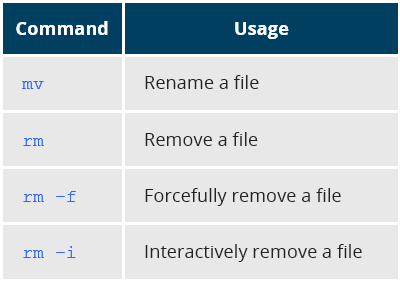 Command Usage
mv Rename a file
rm Remove a file
rm –f Forcefully remove a file
rm –i Interactively remove a file